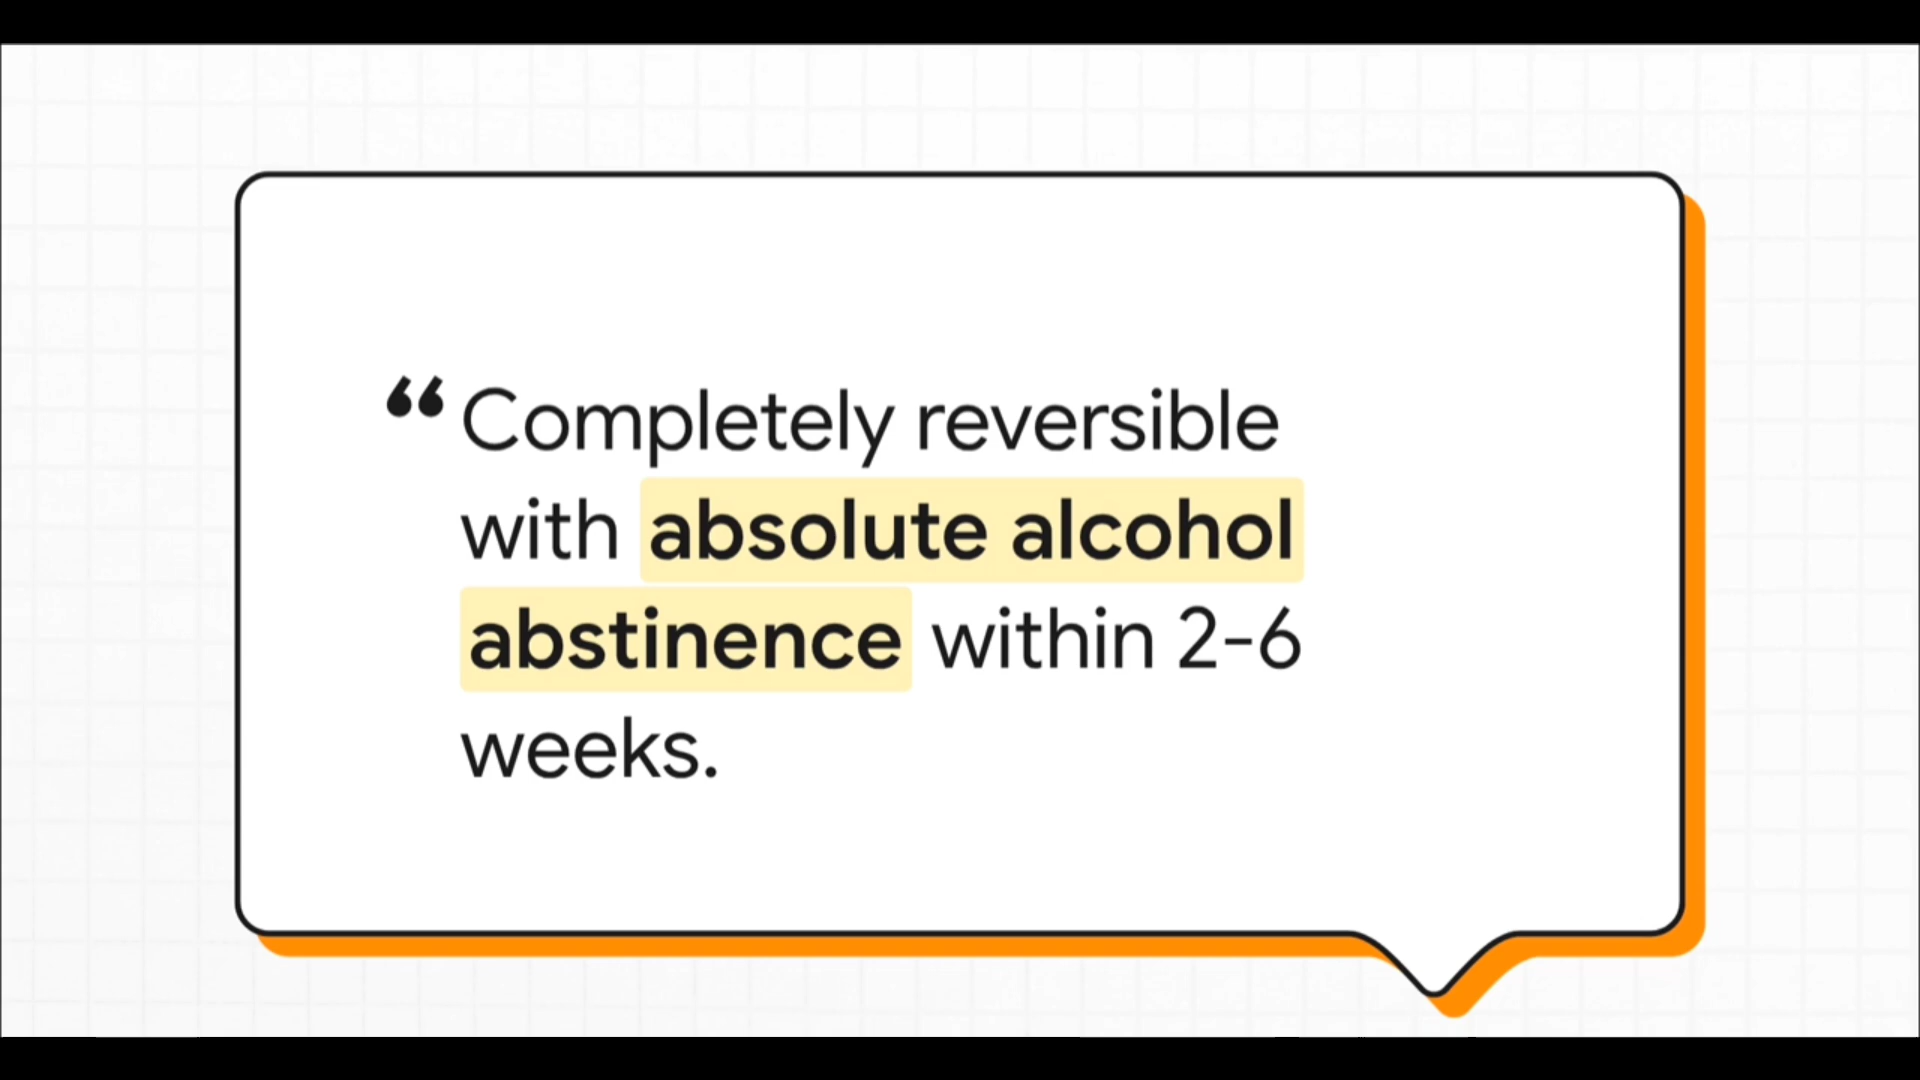 “Completely reversible
with absolute alcohol
abstinence within 2-6
weeks.